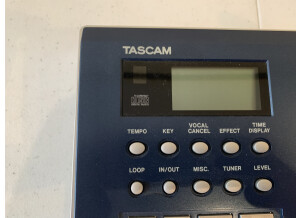 TASCAM
TEMPO KEY VOCAL CANCEL EFFECT TIME DISPLAY
LOOP IN/OUT MISC. TUNER LEVEL